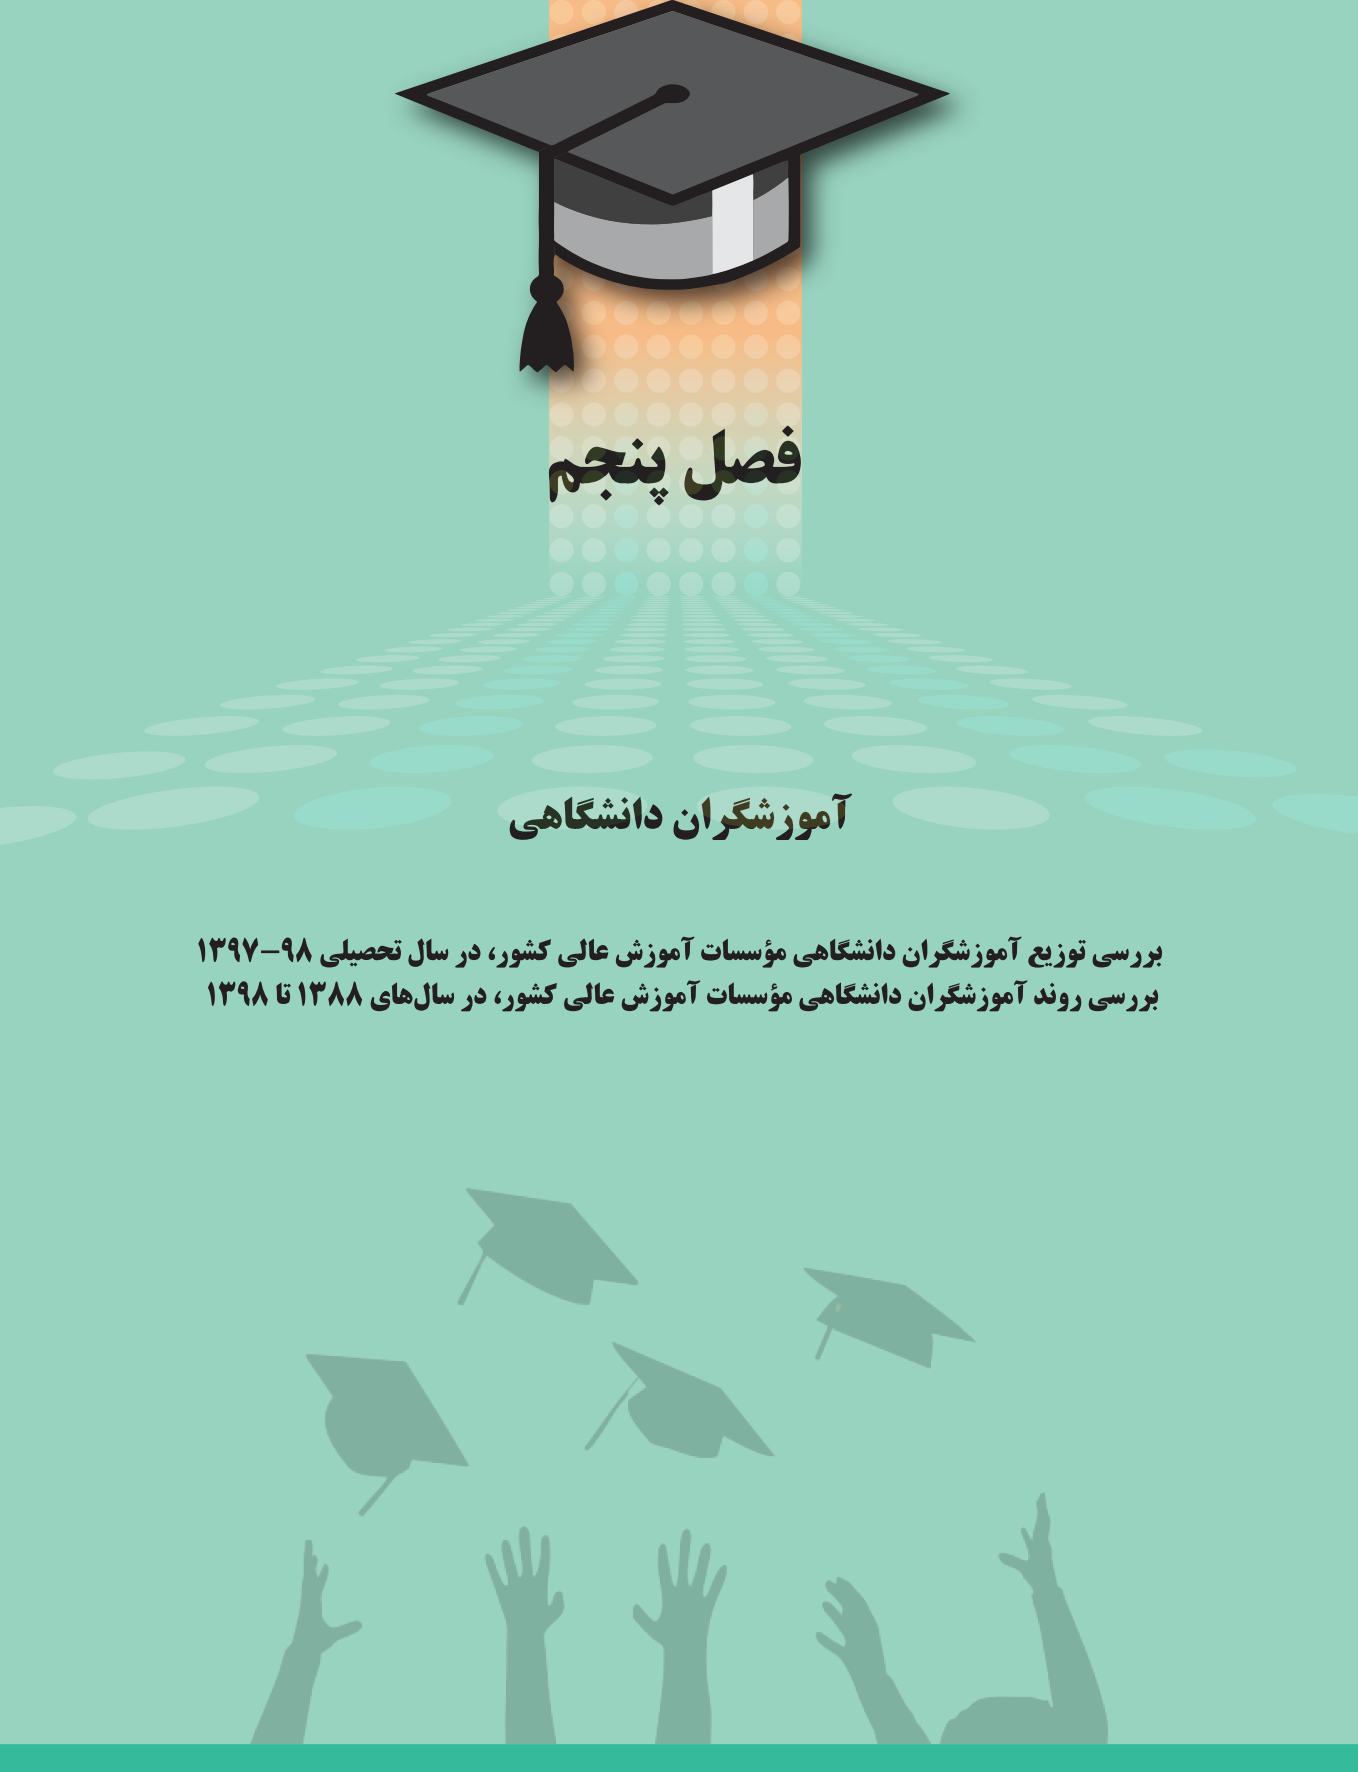 فصل پنجم
آموزشگران دانشگاهی
بررسی توزیع آموزشگران دانشگاهی مؤسسات آموزش عالی کشور، در سال تحصیلی ۹۸-۱۳۹۷
بررسی روند آموزشگران دانشگاهی مؤسسات آموزش عالی کشور، در سال‌های ۱۳۸۸ تا ۱۳۹۸